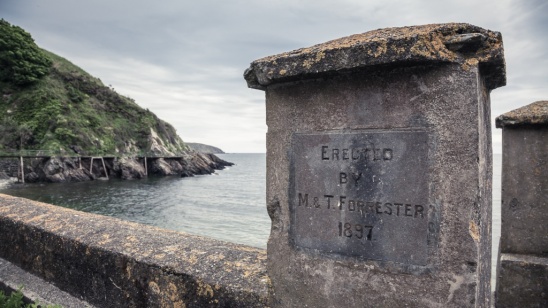 ERECTED
BY
M. & T. FORRESTER
1897